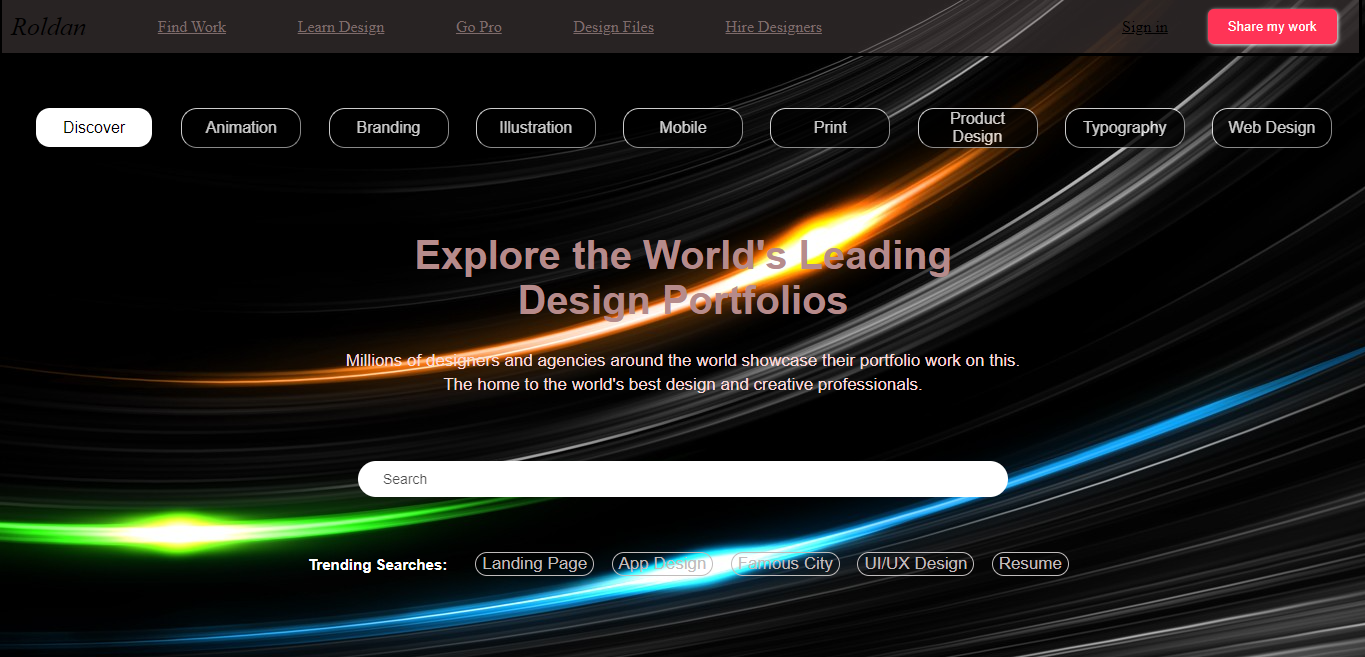 Roldan Find Work Learn Design Go Pro Design Files Hire Designers Sign in Share my work
Discover Animation Branding Illustration Mobile Print Product Design Typography Web Design
Explore the World's Leading
Design Portfolios
Millions of designers and agencies around the world showcase their portfolio work on this.
The home to the world's best design and creative professionals.
Search
Trending Searches: Landing Page App Design Famous City UI/UX Design Resume